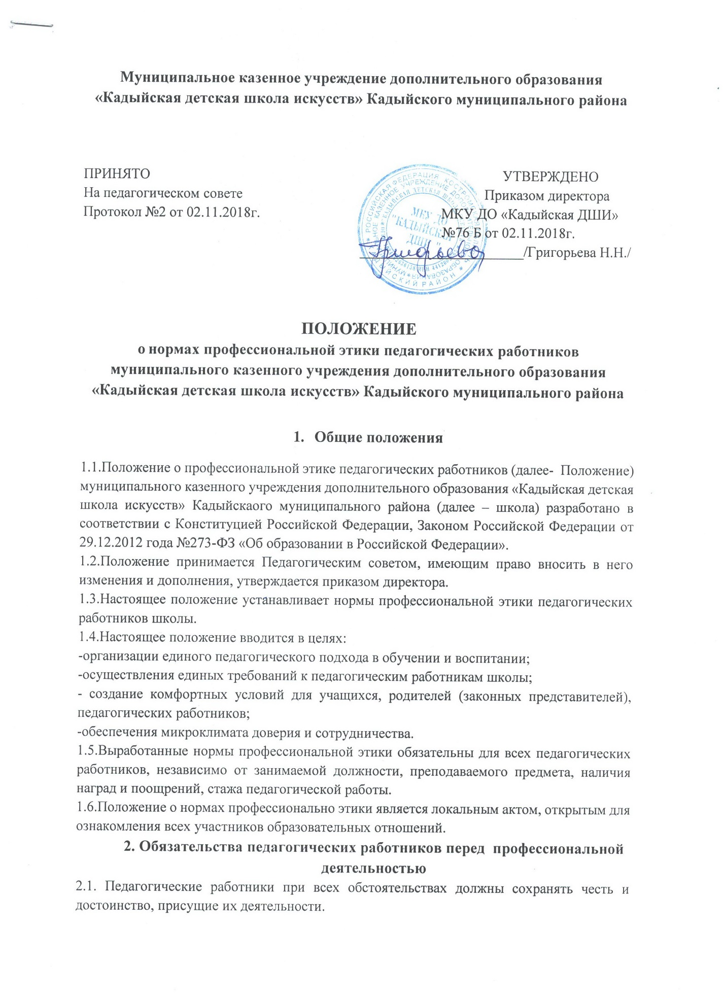 Муниципальное казенное учреждение дополнительного образования
«Кадыйская детская школа искусств» Кадыйского муниципального района
ПРИНЯТО
На педагогическом совете
Протокол №2 от 02.11.2018г.
УТВЕРЖДЕНО
Приказом директора
МКУ ДО «Кадыйская ДШИ»
№76 Б от 02.11.2018г.
Григорьева /Григорьева Н.Н./
РОССИЙСКАЯ ФЕДЕРАЦИЯ КОСТРОМСКАЯ
КАДЫЙСКИЙ РАЙОН
МКУ ДО
"КАДЫЙСКАЯ
ДШИ"
ПОЛОЖЕНИЕ
о нормах профессиональной этики педагогических работников
муниципального казенного учреждения дополнительного образования
«Кадыйская детская школа искусств» Кадыйского муниципального района
1. Общие положения
1.1.Положение о профессиональной этике педагогических работников (далее- Положение)
муниципального казенного учреждения дополнительного образования «Кадыйская детская
школа искусств» Кадыйскаого муниципального района (далее – школа) разработано в
соответствии с Конституцией Российской Федерации, Законом Российской Федерации от
29.12.2012 года №273-ФЗ «Об образовании в Российской Федерации».
1.2.Положение принимается Педагогическим советом, имеющим право вносить в него
изменения и дополнения, утверждается приказом директора.
1.3.Настоящее положение устанавливает нормы профессиональной этики педагогических
работников школы.
1.4.Настоящее положение вводится в целях:
-организации единого педагогического подхода в обучении и воспитании;
-осуществления единых требований к педагогическим работникам школы;
- создание комфортных условий для учащихся, родителей (законных представителей),
педагогических работников;
-обеспечения микроклимата доверия и сотрудничества.
1.5.Выработанные нормы профессиональной этики обязательны для всех педагогических
работников, независимо от занимаемой должности, преподаваемого предмета, наличия
наград и поощрений, стажа педагогической работы.
1.6.Положение о нормах профессионально этики является локальным актом, открытым для
ознакомления всех участников образовательных отношений.
2. Обязательства педагогических работников перед профессиональной
деятельностью
2.1. Педагогические работники при всех обстоятельствах должны сохранять честь и
достоинство, присущие их деятельности.